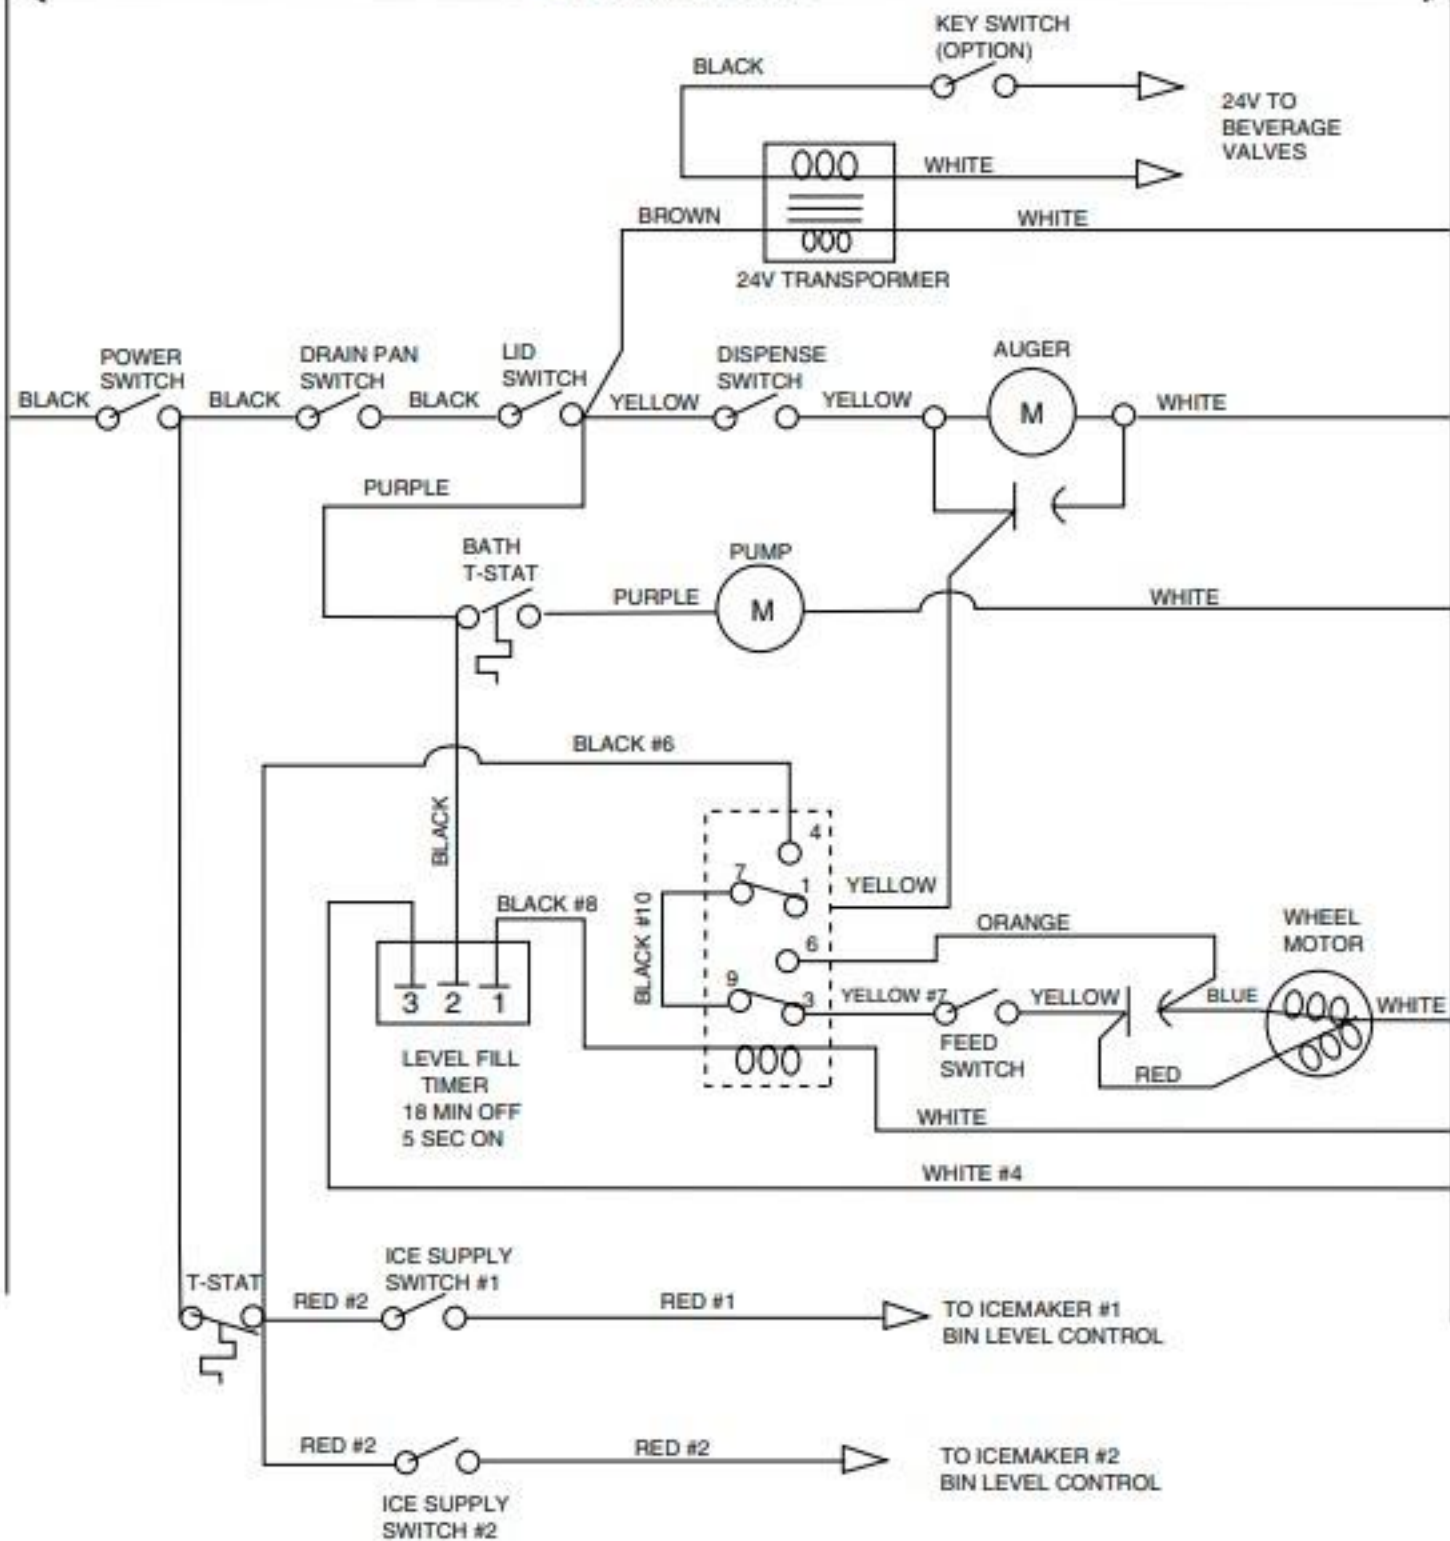 KEY SWITCH
(OPTION)
BLACK
24V TO
BEVERAGE
VALVES
WHITE
BROWN
WHITE
24V TRANSPORMER
POWER
SWITCH
DRAIN PAN
SWITCH
LID
SWITCH
DISPENSE
SWITCH
AUGER
BLACK
BLACK
BLACK
YELLOW
YELLOW
M
WHITE
PURPLE
BATH
T-STAT
PURPLE
PUMP
M
WHITE
BLACK #6
BLACK
4
7
1
YELLOW
BLACK #8
BLACK #10
6
ORANGE
WHEEL
MOTOR
9
3
YELLOW #7
YELLOW
BLUE
WHITE
3 2 1
FEED
SWITCH
RED
LEVEL FILL
TIMER
18 MIN OFF
5 SEC ON
WHITE
WHITE #4
T-STAT
ICE SUPPLY
SWITCH #1
RED #2
RED #1
TO ICEMAKER #1
BIN LEVEL CONTROL
RED #2
RED #2
TO ICEMAKER #2
BIN LEVEL CONTROL
ICE SUPPLY
SWITCH #2